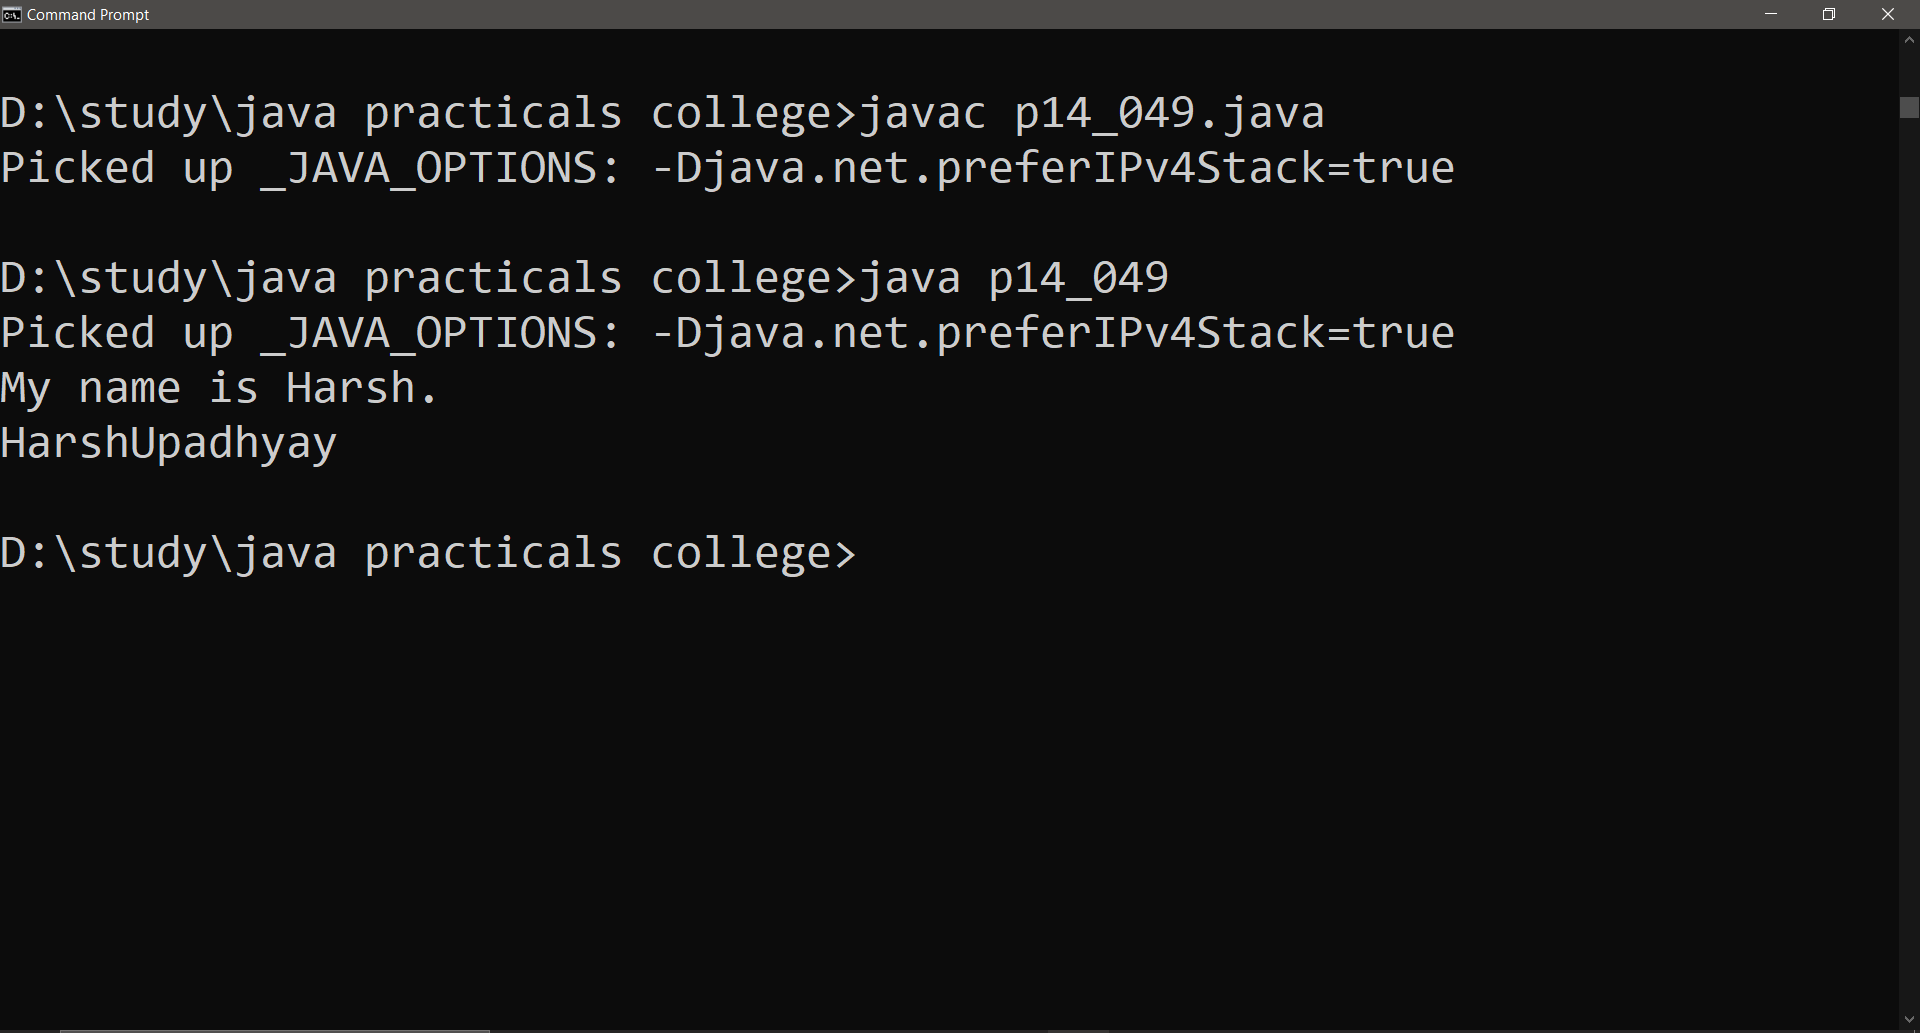 Command Prompt
D:\study\java practicals college>javac p14_049.java
Picked up _JAVA_OPTIONS: -Djava.net.preferIPv4Stack=true
D:\study\java practicals college>java p14_049
Picked up _JAVA_OPTIONS: -Djava.net.preferIPv4Stack=true
My name is Harsh.
HarshUpadhyay
D:\study\java practicals college>